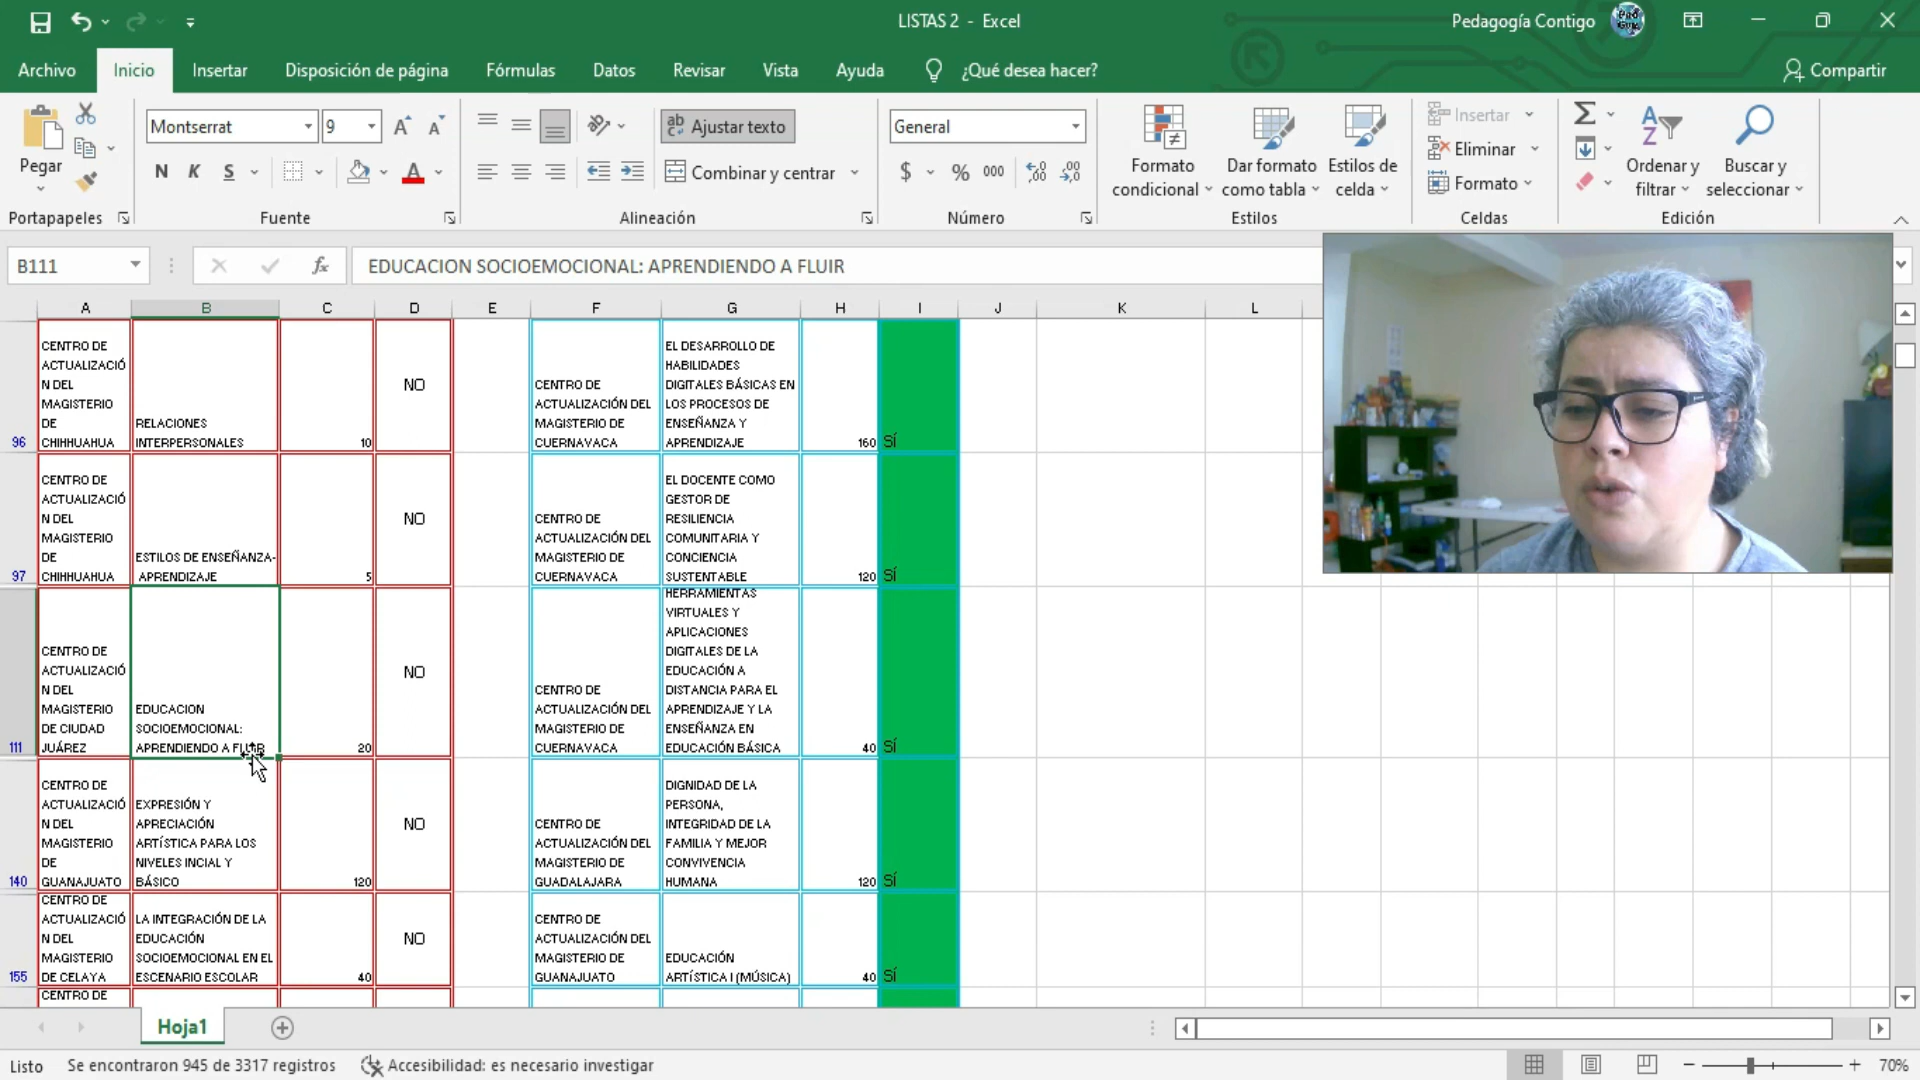 LISTAS 2 - Excel
Pedagogía Contigo
Archivo
Inicio
Insertar
Disposición de página
Fórmulas
Datos
Revisar
Vista
Ayuda
¿Qué desea hacer?
Compartir
Pegar
Portapapeles
Montserrat
9
N K S
Fuente
Ajustar texto
Combinar y centrar
Alineación
General
$ % 000
Número
Formato
condicional
Dar formato
como tabla
Estilos de
celda
Estilos
Insertar
Eliminar
Formato
Celdas
Ordenar y
filtrar
Buscar y
seleccionar
Edición
B111
fx
EDUCACION SOCIOEMOCIONAL: APRENDIENDO A FLUIR
A B C D E F G H I J K L
96
CENTRO DE
ACTUALIZACIÓ
N DEL
MAGISTERIO
DE
CHIHHUAHUA
RELACIONES
INTERPERSONALES
10
NO
CENTRO DE
ACTUALIZACIÓN DEL
MAGISTERIO DE
CUERNAVACA
EL DESARROLLO DE
HABILIDADES
DIGITALES BÁSICAS EN
LOS PROCESOS DE
ENSEÑANZA Y
APRENDIZAJE
160
SÍ
97
CENTRO DE
ACTUALIZACIÓ
N DEL
MAGISTERIO
DE
CHIHHUAHUA
ESTILOS DE ENSEÑANZA-
APRENDIZAJE
5
NO
CENTRO DE
ACTUALIZACIÓN DEL
MAGISTERIO DE
CUERNAVACA
EL DOCENTE COMO
GESTOR DE
RESILIENCIA
COMUNITARIA Y
CONCIENCIA
SUSTENTABLE
120
SÍ
111
CENTRO DE
ACTUALIZACIÓ
N DEL
MAGISTERIO
DE CIUDAD
JUÁREZ
EDUCACION
SOCIOEMOCIONAL:
APRENDIENDO A FLUIR
20
NO
CENTRO DE
ACTUALIZACIÓN DEL
MAGISTERIO DE
CUERNAVACA
HERRAMIENTAS
VIRTUALES Y
APLICACIONES
DIGITALES DE LA
EDUCACIÓN A
DISTANCIA PARA EL
APRENDIZAJE Y LA
ENSEÑANZA EN
EDUCACIÓN BÁSICA
40
SÍ
140
CENTRO DE
ACTUALIZACIÓ
N DEL
MAGISTERIO
DE
GUANAJUATO
EXPRESIÓN Y
APRECIACIÓN
ARTÍSTICA PARA LOS
NIVELES INCIAL Y
BÁSICO
120
NO
CENTRO DE
ACTUALIZACIÓN DEL
MAGISTERIO DE
GUADALAJARA
DIGNIDAD DE LA
PERSONA,
INTEGRIDAD DE LA
FAMILIA Y MEJOR
CONVIVENCIA
HUMANA
120
SÍ
155
CENTRO DE
ACTUALIZACIÓ
N DEL
MAGISTERIO
DE CELAYA
LA INTEGRACIÓN DE LA
EDUCACIÓN
SOCIOEMOCIONAL EN EL
ESCENARIO ESCOLAR
40
NO
CENTRO DE
ACTUALIZACIÓN DEL
MAGISTERIO DE
GUANAJUATO
EDUCACIÓN
ARTÍSTICA I (MÚSICA)
40
SÍ
CENTRO DE
Hoja1
Listo
Se encontraron 945 de 3317 registros
Accesibilidad: es necesario investigar
70%